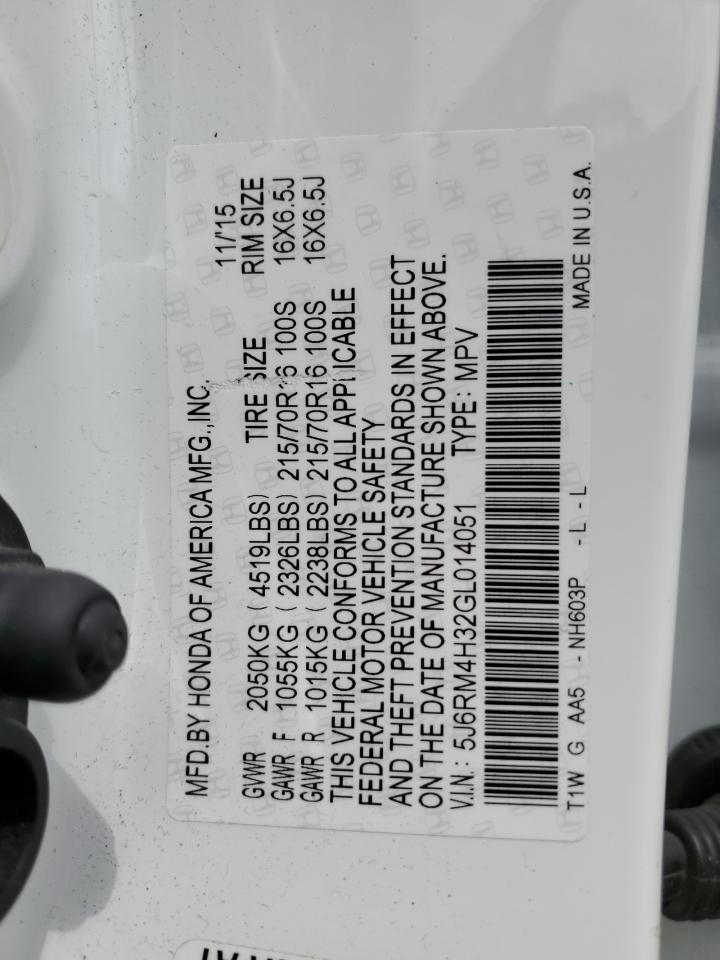 MFD.BY HONDA OF AMERICA MFG.,INC. 11/'15
GVWR 2050KG ( 4519LBS) TIRE SIZE RIM SIZE
GAWR F 1055KG ( 2326LBS) 215/70R16 100S 16X6.5J
GAWR R 1015KG ( 2238LBS) 215/70R16 100S 16X6.5J
THIS VEHICLE CONFORMS TO ALL APPLICABLE
FEDERAL MOTOR VEHICLE SAFETY
AND THEFT PREVENTION STANDARDS IN EFFECT
ON THE DATE OF MANUFACTURE SHOWN ABOVE.
V.I.N.: 5J6RM4H32GL014051 TYPE: MPV
T1W G AA5 - NH603P - L - L MADE IN U.S.A.